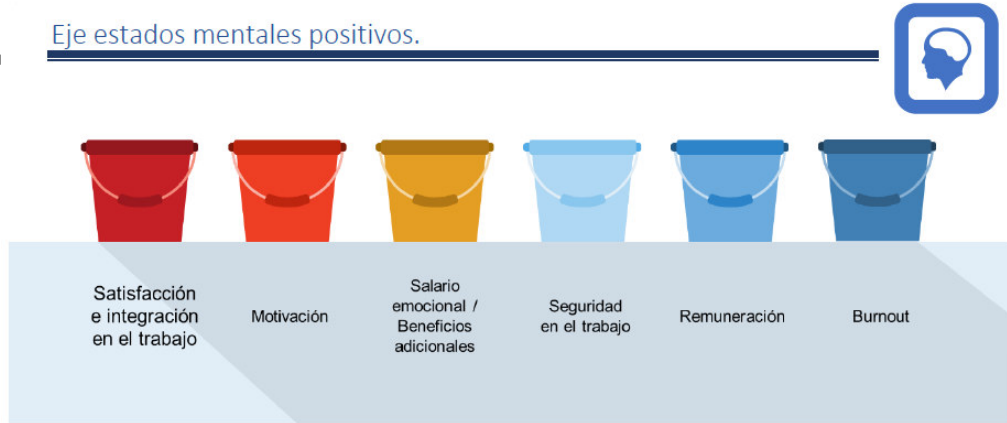 Eje estados mentales positivos.
Satisfacción
e integración
en el trabajo
Motivación
Salario
emocional /
Beneficios
adicionales
Seguridad
en el trabajo
Remuneración
Burnout